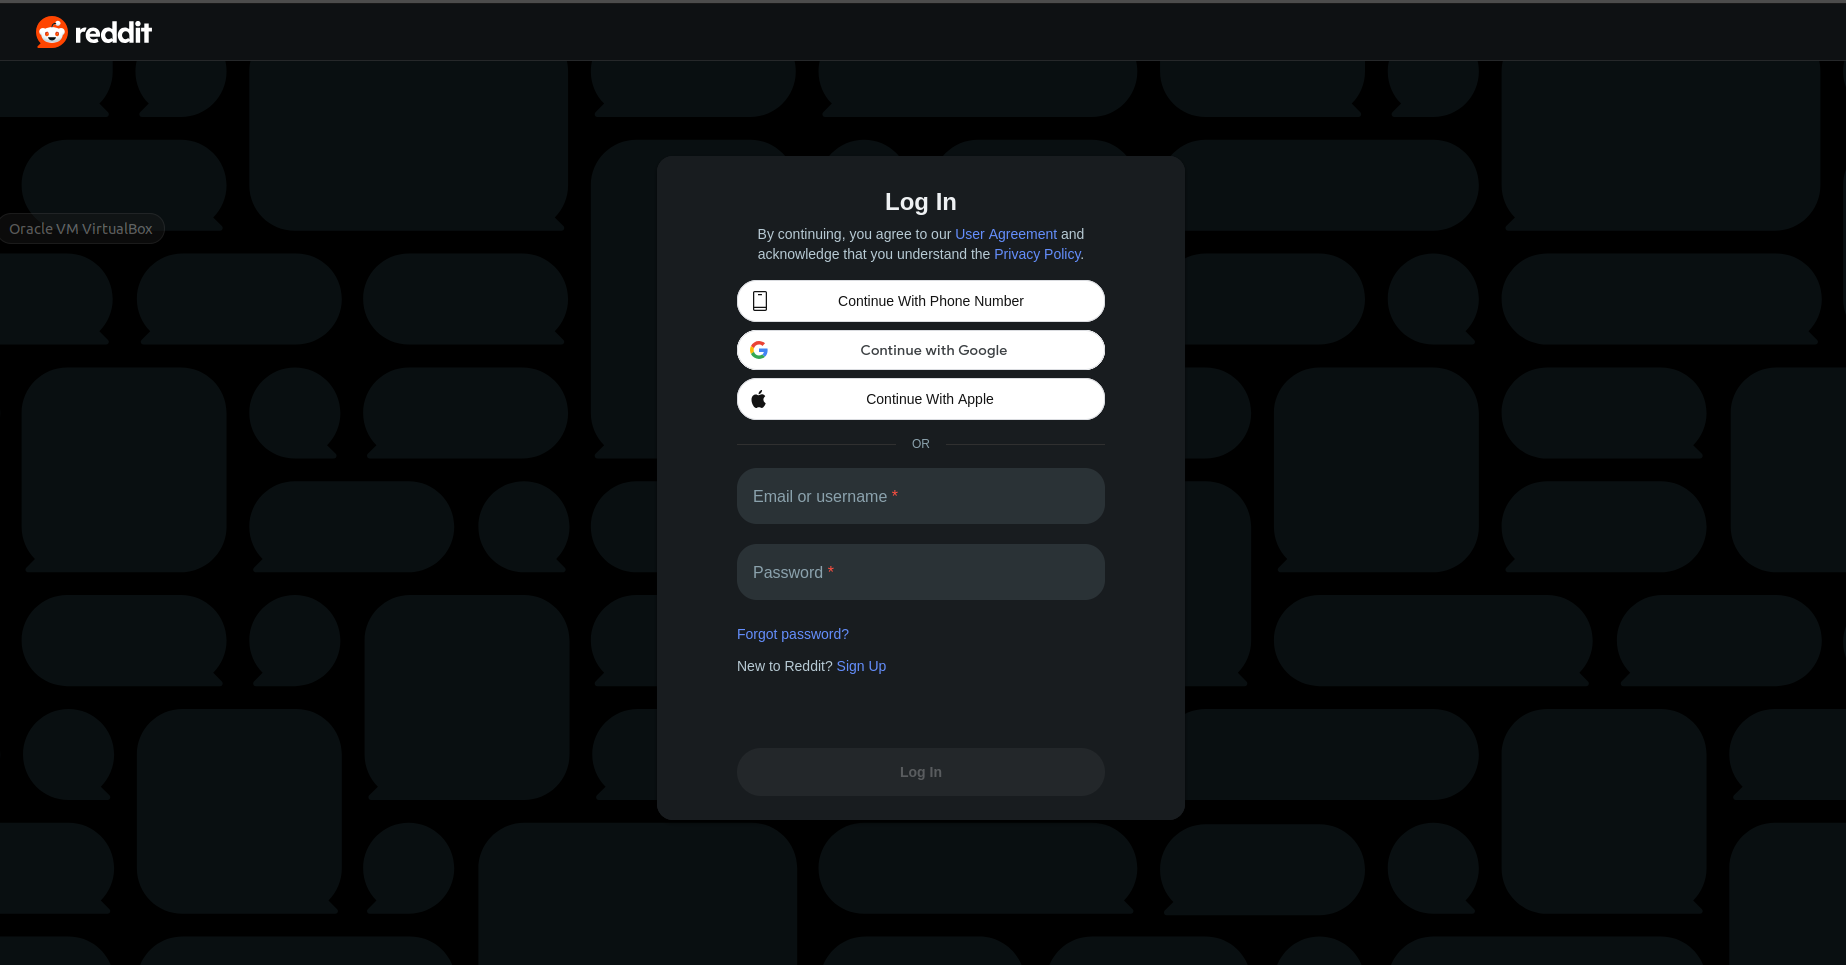 reddit
Oracle VM VirtualBox
Log In
By continuing, you agree to our User Agreement and
acknowledge that you understand the Privacy Policy.
Continue With Phone Number
Continue with Google
Continue With Apple
OR
Email or username *
Password *
Forgot password?
New to Reddit? Sign Up
Log In